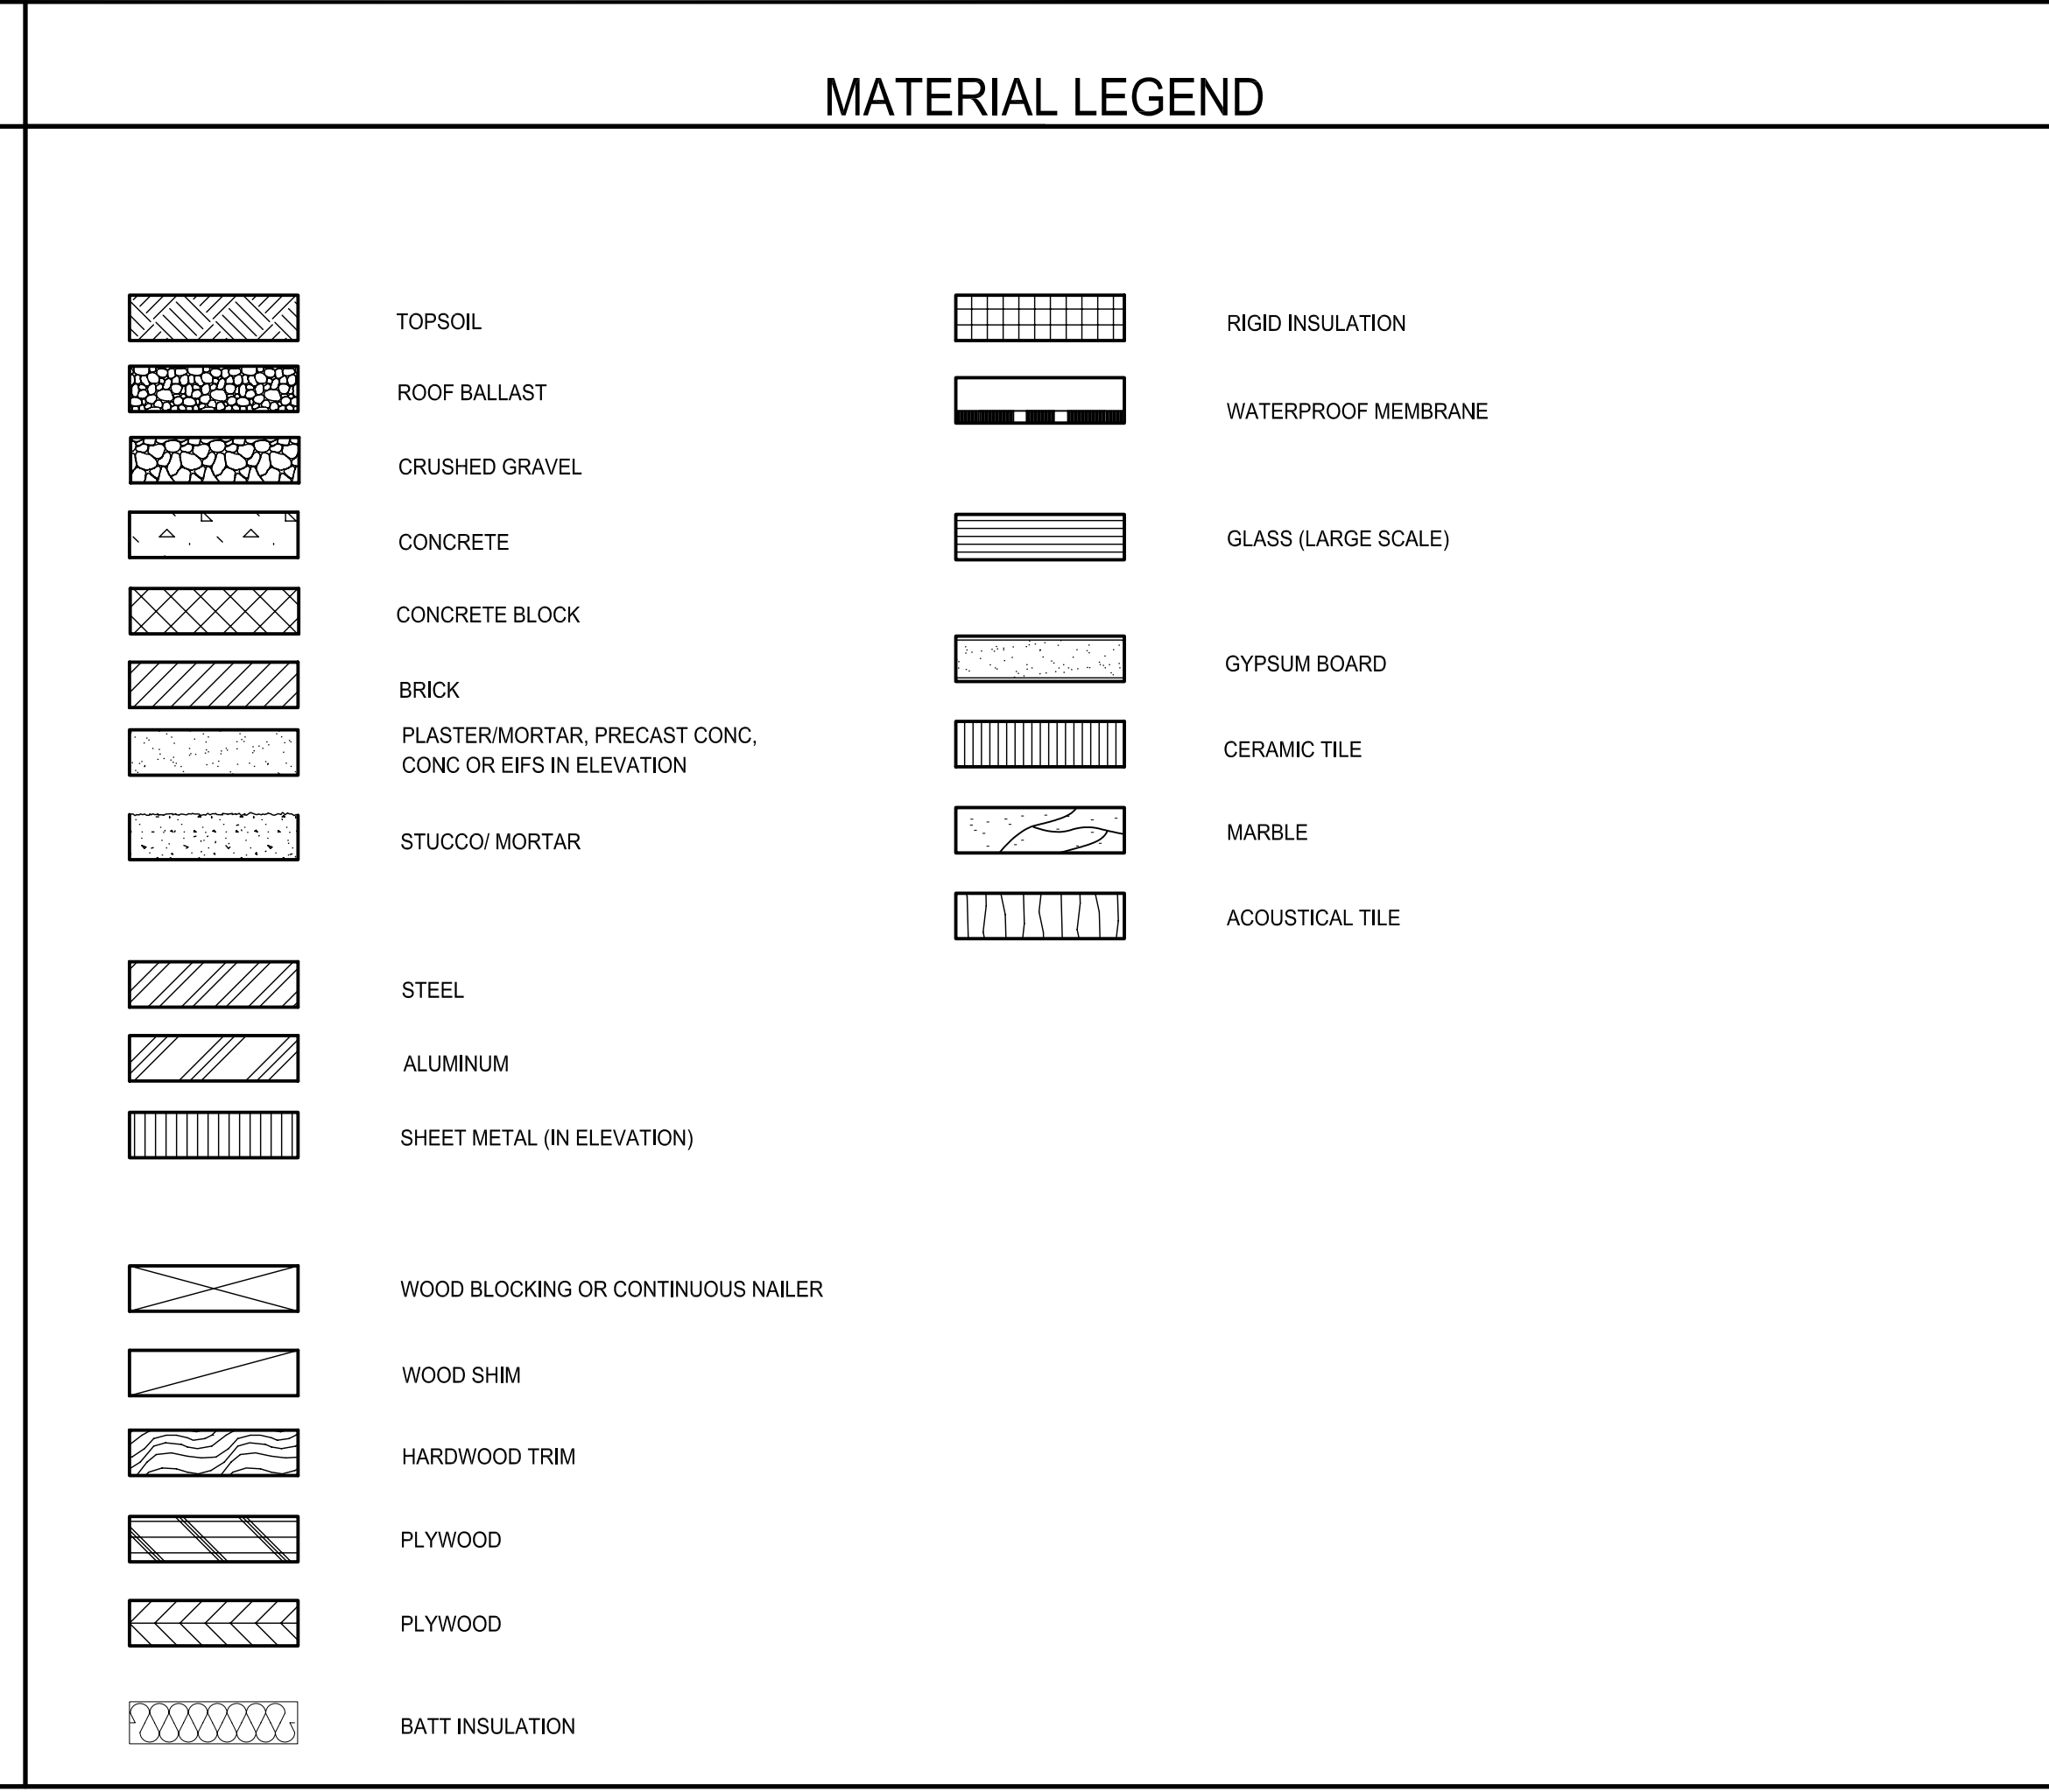 MATERIAL LEGEND
TOPSOIL
ROOF BALLAST
CRUSHED GRAVEL
CONCRETE
CONCRETE BLOCK
BRICK
PLASTER/MORTAR, PRECAST CONC,
CONC OR EIFS IN ELEVATION
STUCCO/ MORTAR
STEEL
ALUMINUM
SHEET METAL (IN ELEVATION)
WOOD BLOCKING OR CONTINUOUS NAILER
WOOD SHIM
HARDWOOD TRIM
PLYWOOD
PLYWOOD
BATT INSULATION
RIGID INSULATION
WATERPROOF MEMBRANE
GLASS (LARGE SCALE)
GYPSUM BOARD
CERAMIC TILE
MARBLE
ACOUSTICAL TILE